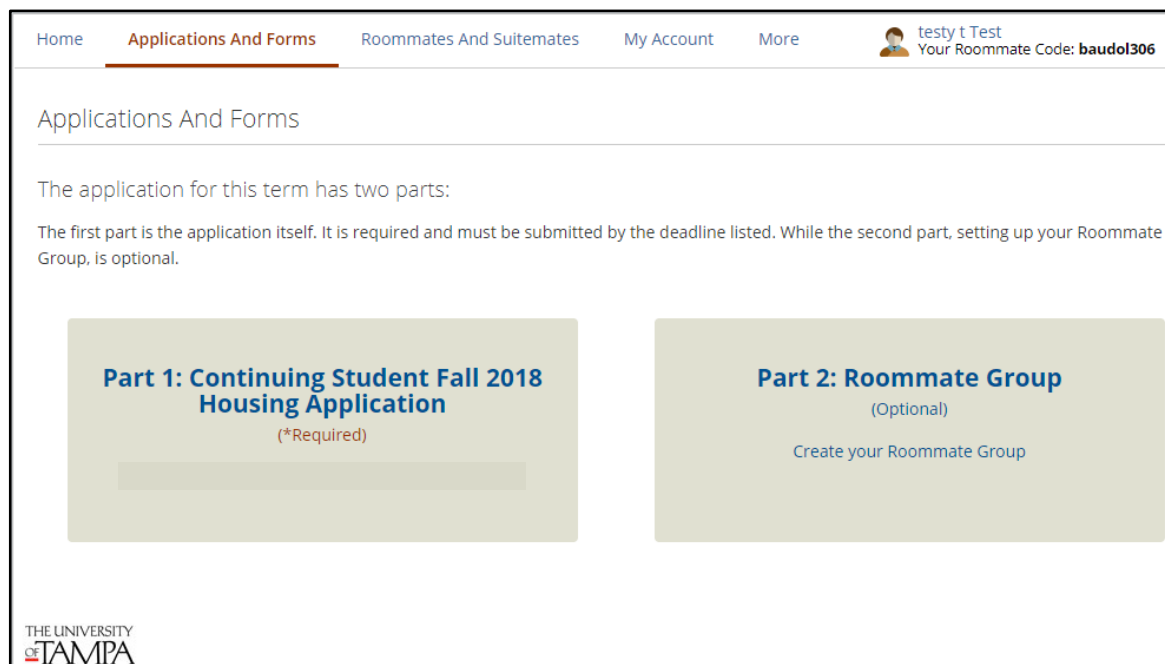 Home Applications And Forms Roommates And Suitemates My Account More testy t Test
Your Roommate Code: baudol306
Applications And Forms
The application for this term has two parts:
The first part is the application itself. It is required and must be submitted by the deadline listed. While the second part, setting up your Roommate
Group, is optional.
Part 1: Continuing Student Fall 2018
Housing Application
(*Required)
Part 2: Roommate Group
(Optional)
Create your Roommate Group
THE UNIVERSITY
OF TAMPA